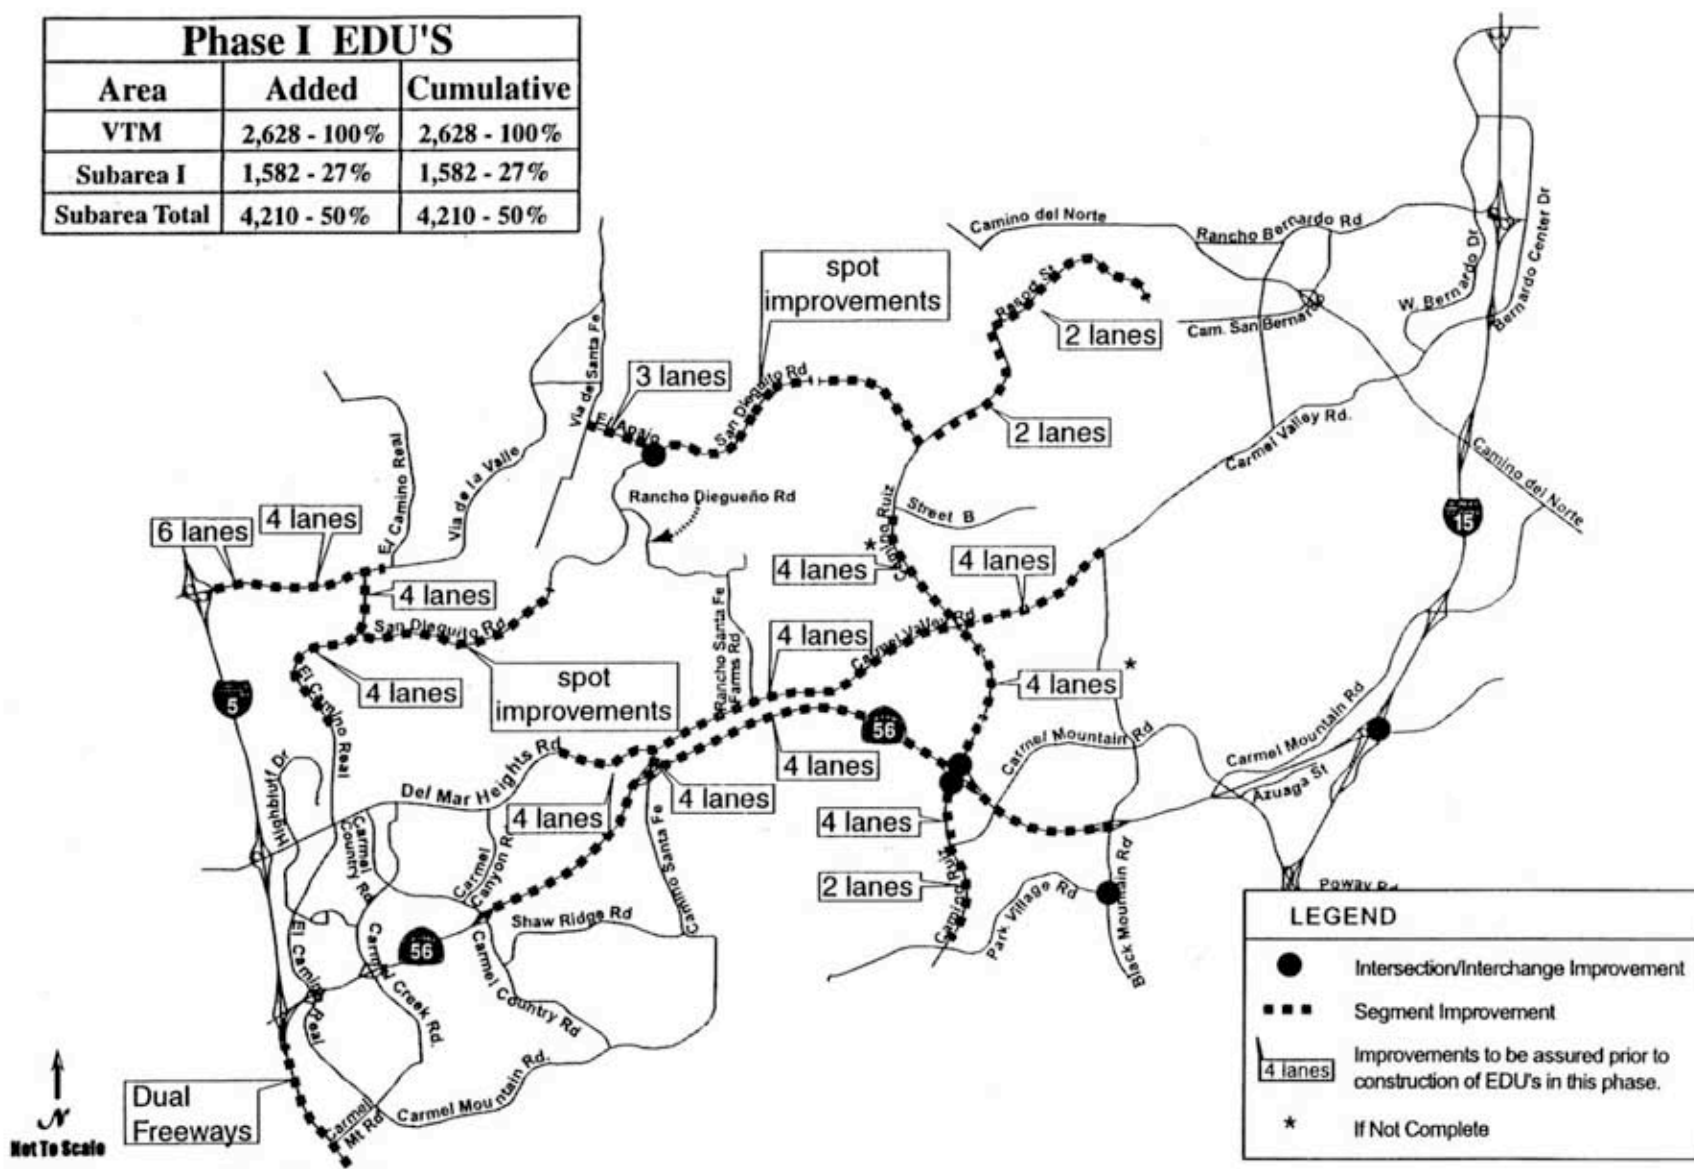 Phase I EDU'S
Area Added Cumulative
VTM 2,628 - 100% 2,628 - 100%
Subarea I 1,582 - 27% 1,582 - 27%
Subarea Total 4,210 - 50% 4,210 - 50%
Camino del Norte
Rancho Bernardo Rd
W. Bernardo Dr
Bernardo Center Dr
Cam. San Bernardo
spot
improvements
Resort St
2 lanes
2 lanes
Via de Santa Fe
3 lanes
El Apajo
San Dieguito Rd
Carmel Valley Rd.
Camino del Norte
15
El Camino Real
Via de la Valle
Rancho Diegueño Rd
Camino Ruiz
Street B
6 lanes
4 lanes
*
4 lanes
4 lanes
4 lanes
San Dieguito Rd
4 lanes
spot
improvements
Rancho Santa Fe
Farms Rd
4 lanes
Carmel Valley Rd
*
4 lanes
5
El Camino Real
56
Carmel Mountain Rd
Carmel Mountain Rd
Azuaga St
Highbluff Dr
Del Mar Heights Rd
4 lanes
4 lanes
4 lanes
4 lanes
2 lanes
Carmel
Country Rd
Carmel
Canyon Rd
Camino Santa Fe
Camino Ruiz
Park Village Rd
Black Mountain Rd
Poway Rd
Shaw Ridge Rd
56
El Camino Real
Carmel Creek Rd.
Carmel Country Rd
Carmel Mountain Rd.
Carmel
Mt Rd
Dual
Freeways
N
Not To Scale
LEGEND
Intersection/Interchange Improvement
Segment Improvement
4 lanes
Improvements to be assured prior to
construction of EDU's in this phase.
* If Not Complete